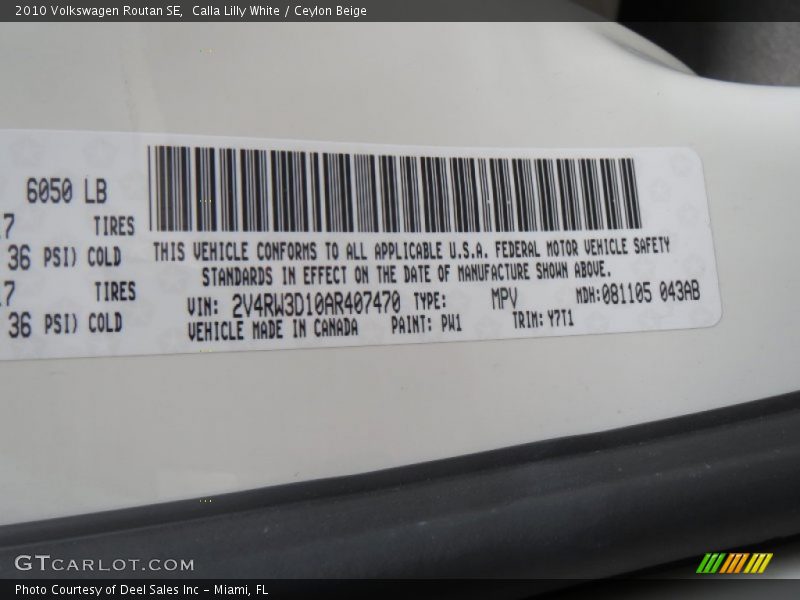 2010 Volkswagen Routan SE,  Calla Lilly White / Ceylon Beige
6050 LB
17 TIRES
36 PSI) COLD
17 TIRES
36 PSI) COLD
THIS VEHICLE CONFORMS TO ALL APPLICABLE U.S.A. FEDERAL MOTOR VEHICLE SAFETY
STANDARDS IN EFFECT ON THE DATE OF MANUFACTURE SHOWN ABOVE.
VIN: 2V4RW3D10AR407470 TYPE: MPV MDH:081105 043AB
VEHICLE MADE IN CANADA PAINT: PW1 TRIM: Y7T1
GTCARLOT.COM
Photo Courtesy of Deel Sales Inc - Miami, FL